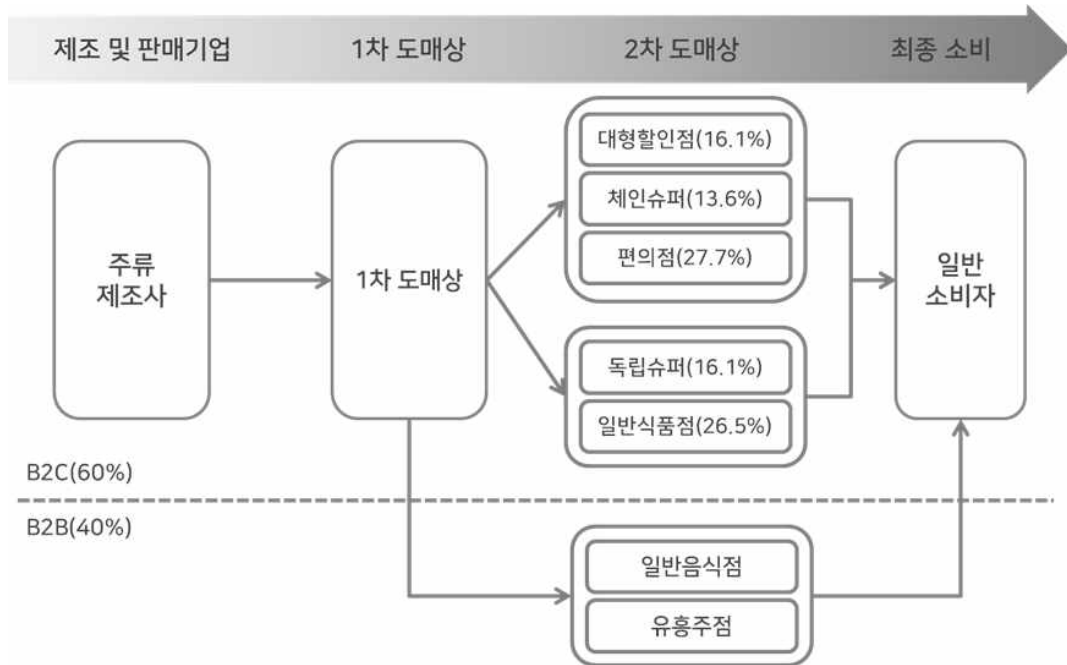 제조 및 판매기업
1차 도매상
2차 도매상
최종 소비
주류
제조사
1차 도매상
대형할인점(16.1%)
체인슈퍼(13.6%)
편의점(27.7%)
독립슈퍼(16.1%)
일반식품점(26.5%)
일반
소비자
B2C(60%)
B2B(40%)
일반음식점
유흥주점